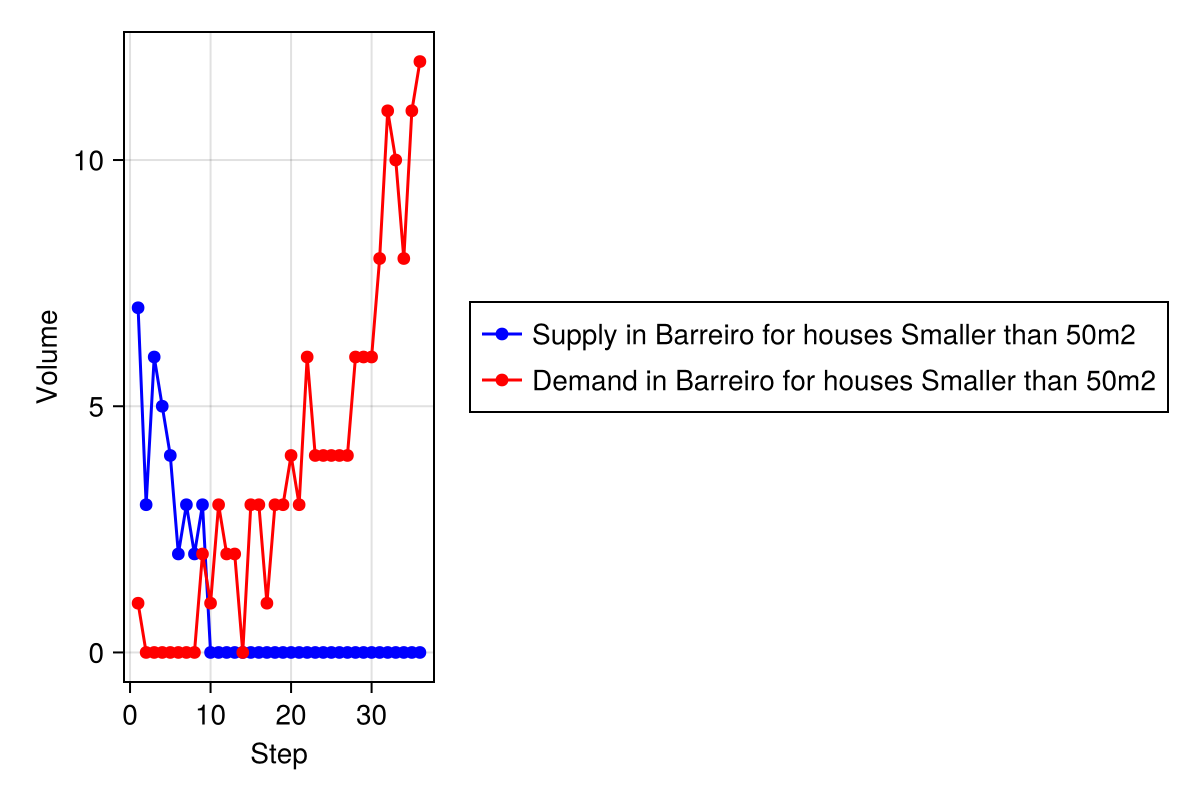 10
5
0
Volume
0 10 20 30
Step
Supply in Barreiro for houses Smaller than 50m2
Demand in Barreiro for houses Smaller than 50m2